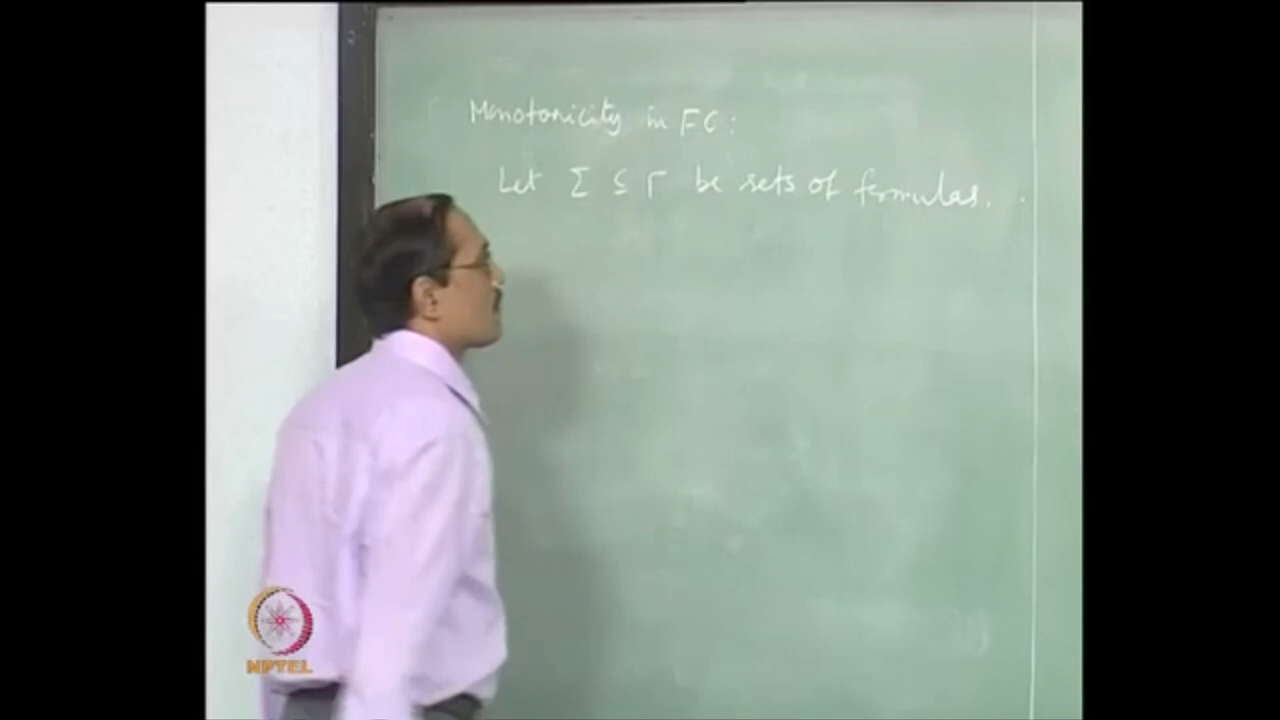 Monotonicity in FC:
Let Σ ⊆ Γ be sets of formulas.
NPTEL